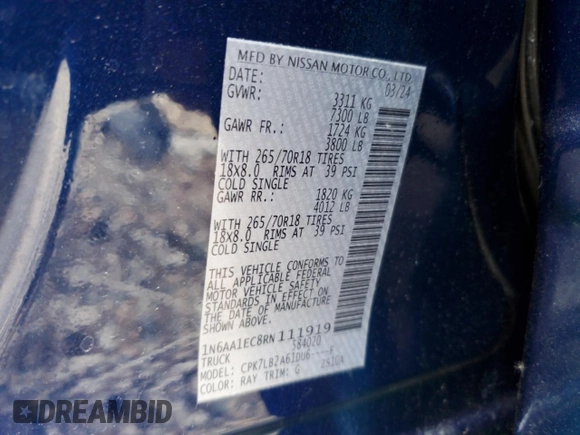 MFD BY NISSAN MOTOR CO., LTD
DATE: 03/24
GVWR: 3311 KG
7300 LB
GAWR FR.: 1724 KG
3800 LB
WITH 265/70R18 TIRES
18X8.0 RIMS AT 39 PSI
COLD SINGLE
GAWR RR.: 1820 KG
4012 LB
WITH 265/70R18 TIRES
18X8.0 RIMS AT 39 PSI
COLD SINGLE
THIS VEHICLE CONFORMS TO
ALL APPLICABLE FEDERAL
MOTOR VEHICLE SAFETY
STANDARDS IN EFFECT ON
THE DATE OF MANUFACTURE
SHOWN ABOVE
1N6AA1EC8RN111919
TRUCK 584020
MODEL: CPK7LB2A61DU6-----F
COLOR: RAY TRIM: G
DREAMBID